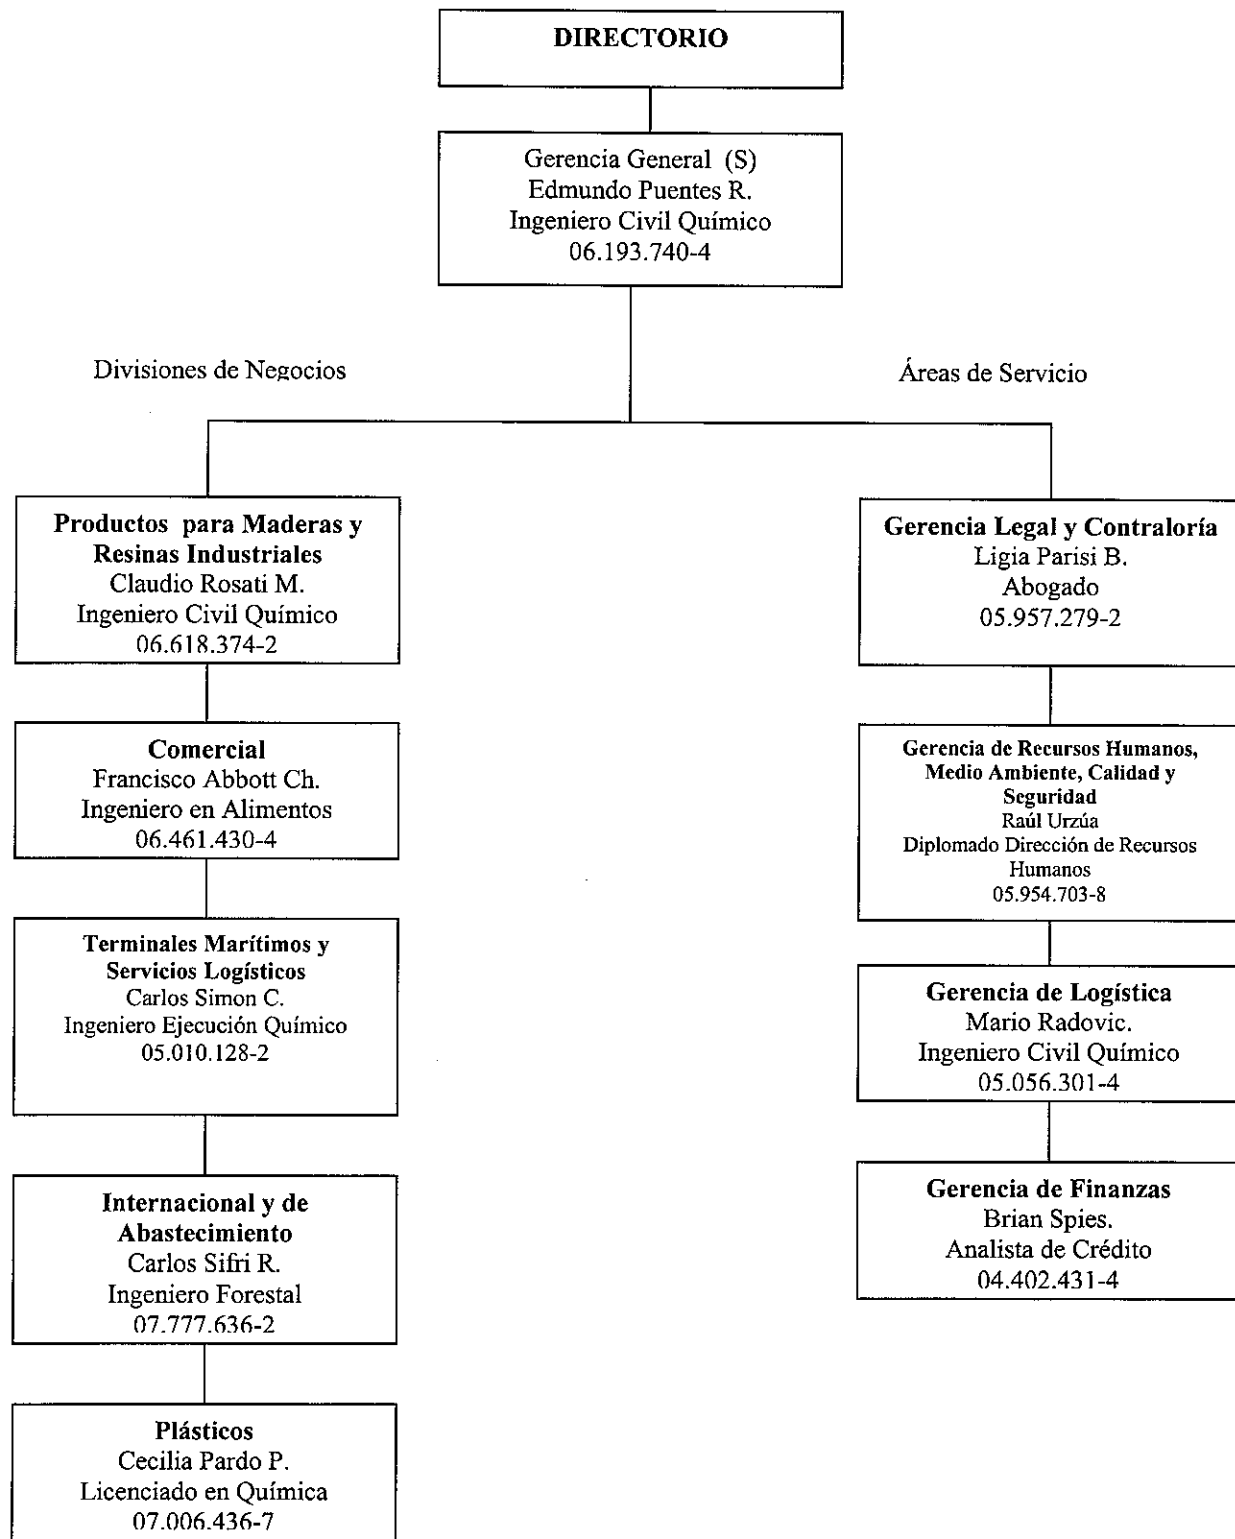 DIRECTORIO
Gerencia General (S)
Edmundo Puentes R.
Ingeniero Civil Químico
06.193.740-4
Divisiones de Negocios
Áreas de Servicio
Productos para Maderas y
Resinas Industriales
Claudio Rosati M.
Ingeniero Civil Químico
06.618.374-2
Comercial
Francisco Abbott Ch.
Ingeniero en Alimentos
06.461.430-4
Terminales Marítimos y
Servicios Logísticos
Carlos Simon C.
Ingeniero Ejecución Químico
05.010.128-2
Internacional y de
Abastecimiento
Carlos Sifri R.
Ingeniero Forestal
07.777.636-2
Plásticos
Cecilia Pardo P.
Licenciado en Química
07.006.436-7
Gerencia Legal y Contraloría
Ligia Parisi B.
Abogado
05.957.279-2
Gerencia de Recursos Humanos,
Medio Ambiente, Calidad y
Seguridad
Raúl Urzúa
Diplomado Dirección de Recursos
Humanos
05.954.703-8
Gerencia de Logística
Mario Radovic.
Ingeniero Civil Químico
05.056.301-4
Gerencia de Finanzas
Brian Spies.
Analista de Crédito
04.402.431-4